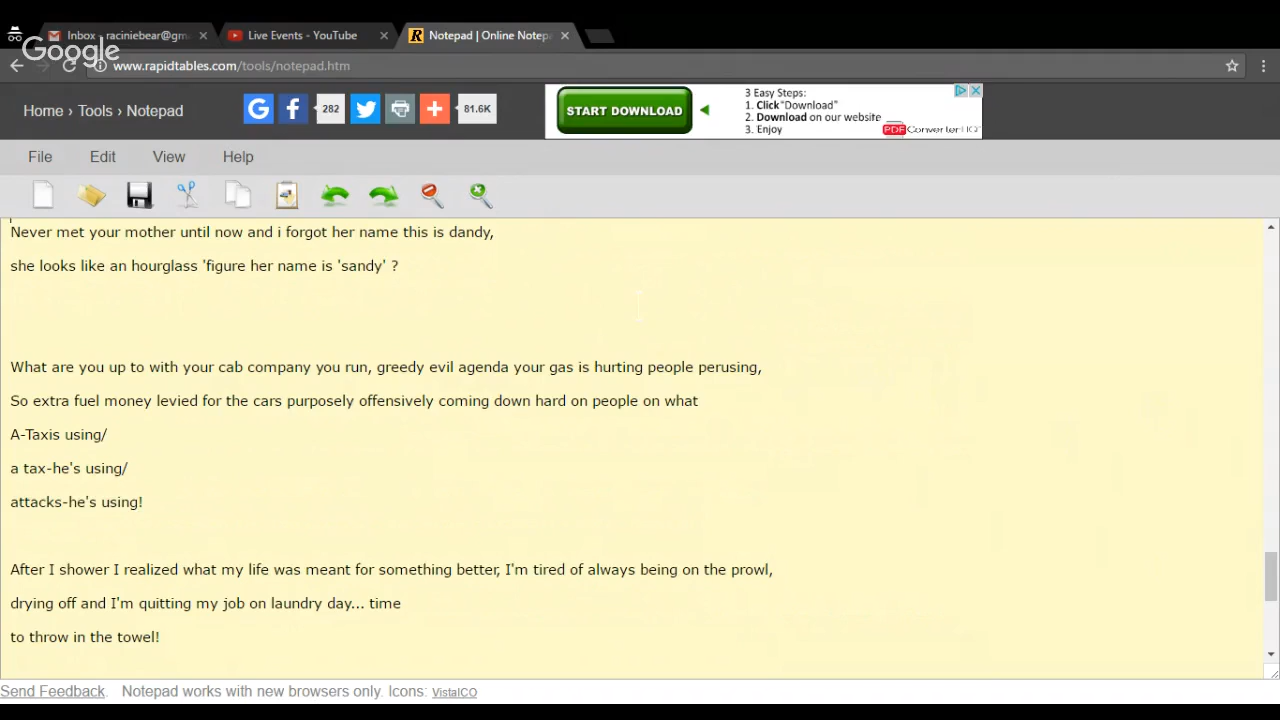 Inbox - raciniebear@gm
Live Events - YouTube
Notepad | Online Notepa
Google
www.rapidtables.com/tools/notepad.htm
Home › Tools › Notepad
282
81.6K
START DOWNLOAD
3 Easy Steps:
1. Click"Download"
2. Download on our website
3. Enjoy
PDF ConverterHQ
File Edit View Help
Never met your mother until now and i forgot her name this is dandy,
she looks like an hourglass 'figure her name is 'sandy' ?
What are you up to with your cab company you run, greedy evil agenda your gas is hurting people perusing,
So extra fuel money levied for the cars purposely offensively coming down hard on people on what
A-Taxis using/
a tax-he's using/
attacks-he's using!
After I shower I realized what my life was meant for something better, I'm tired of always being on the prowl,
drying off and I'm quitting my job on laundry day... time
to throw in the towel!
Send Feedback. Notepad works with new browsers only. Icons: VistaICO